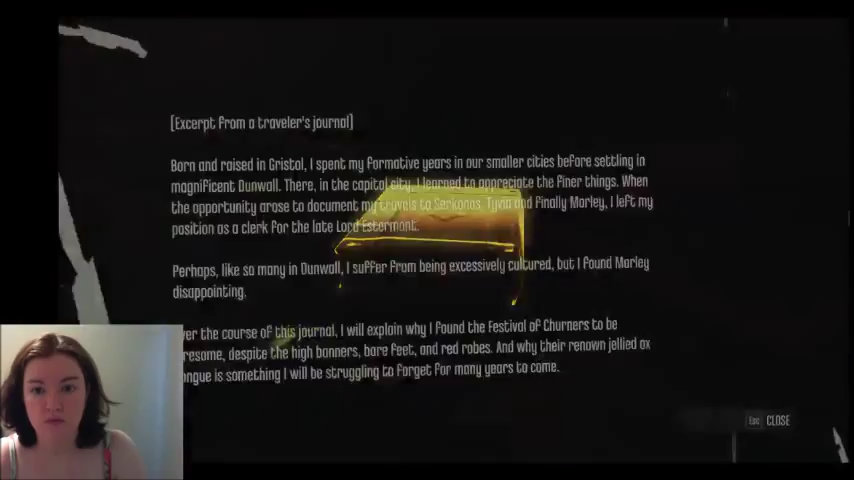 [Excerpt from a traveler's journal]
Born and raised in Gristol, I spent my formative years in our smaller cities before settling in
magnificent Dunwall. There, in the capital city, I learned to appreciate the finer things. When
the opportunity arose to document my travels to Serkonos, Tyvia and finally Morley, I left my
position as a clerk for the late Lord Estermont.
Perhaps, like so many in Dunwall, I suffer from being excessively cultured, but I found Morley
disappointing.
ver the course of this journal, I will explain why I found the Festival of Churners to be
resome, despite the high banners, bare feet, and red robes. And why their renown jellied ox
ongue is something I will be struggling to forget for many years to come.
Esc CLOSE